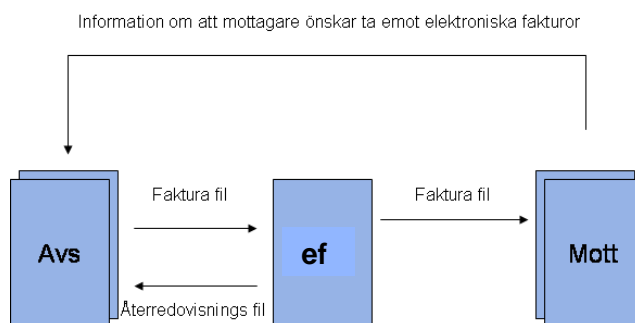 Information om att mottagare önskar ta emot elektroniska fakturor
Faktura fil
Faktura fil
Avs
ef
Mott
Återredovisnings fil